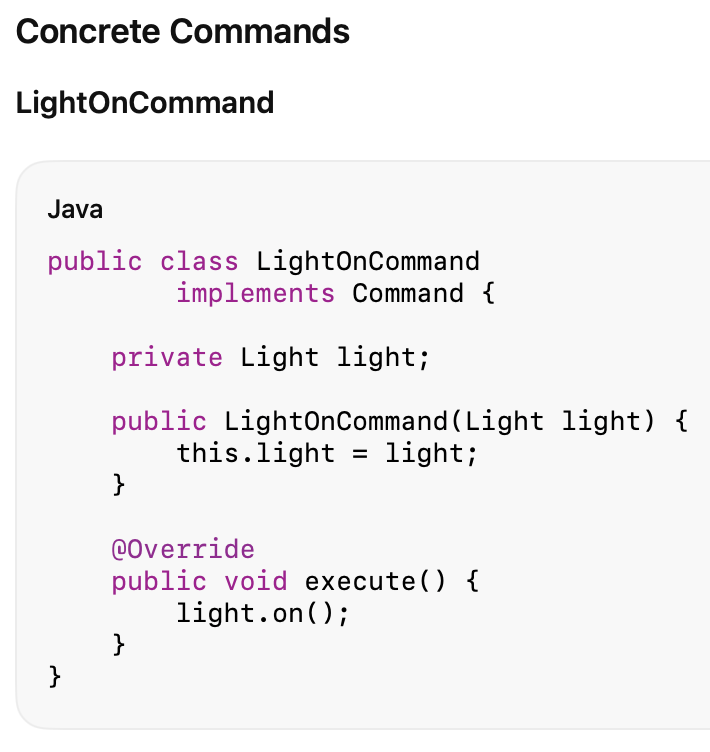 Concrete Commands
LightOnCommand
Java
public class LightOnCommand
        implements Command {
    private Light light;
    public LightOnCommand(Light light) {
        this.light = light;
    }
    @Override
    public void execute() {
        light.on();
    }
}